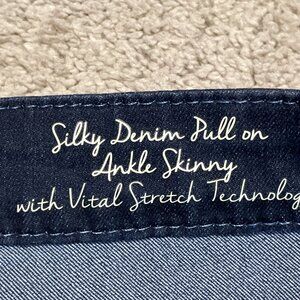 Silky Denim Pull on
Ankle Skinny
with Vital Stretch Technolog